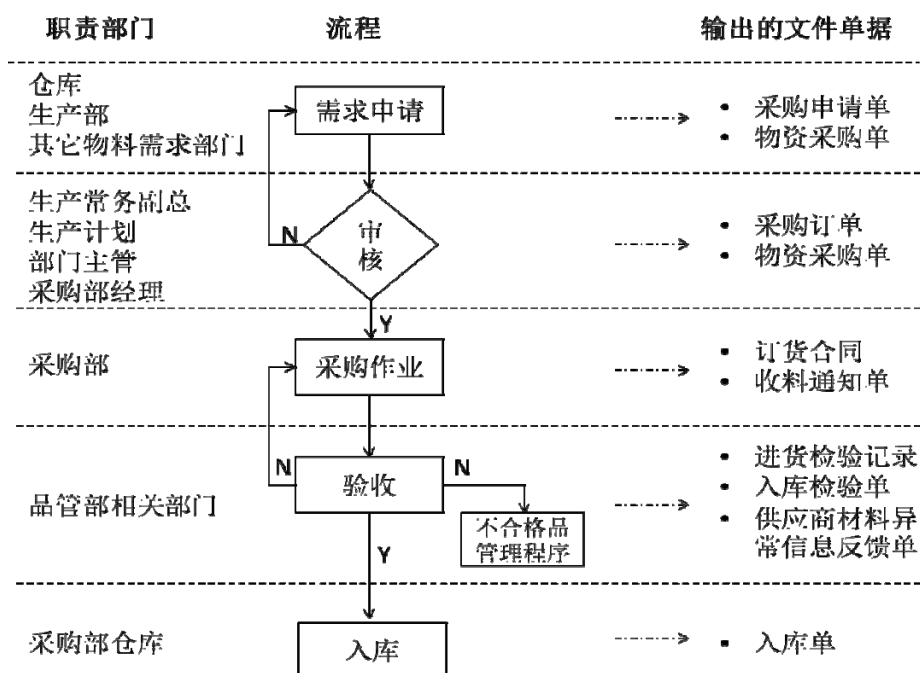 职责部门 流程 输出的文件单据
仓库
生产部
其它物料需求部门
需求申请
• 采购申请单
• 物资采购单
生产常务副总
生产计划
部门主管
采购部经理
N
审
核
Y
• 采购订单
• 物资采购单
采购部
采购作业
• 订货合同
• 收料通知单
品管部相关部门
N
验收
N
不合格品
管理程序
Y
• 进货检验记录
• 入库检验单
• 供应商材料异
常信息反馈单
采购部仓库
入库
• 入库单